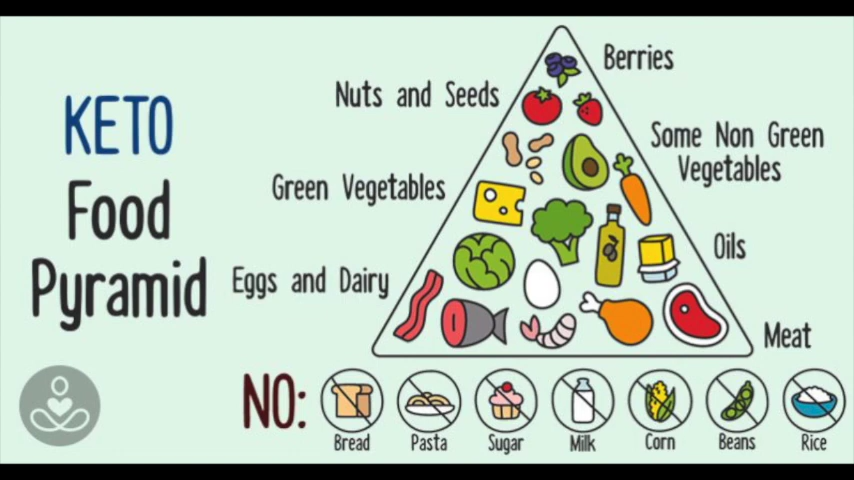 KETO
Food
Pyramid
Berries
Nuts and Seeds
Some Non Green
Vegetables
Green Vegetables
Oils
Eggs and Dairy
Meat
NO:
Bread
Pasta
Sugar
Milk
Corn
Beans
Rice